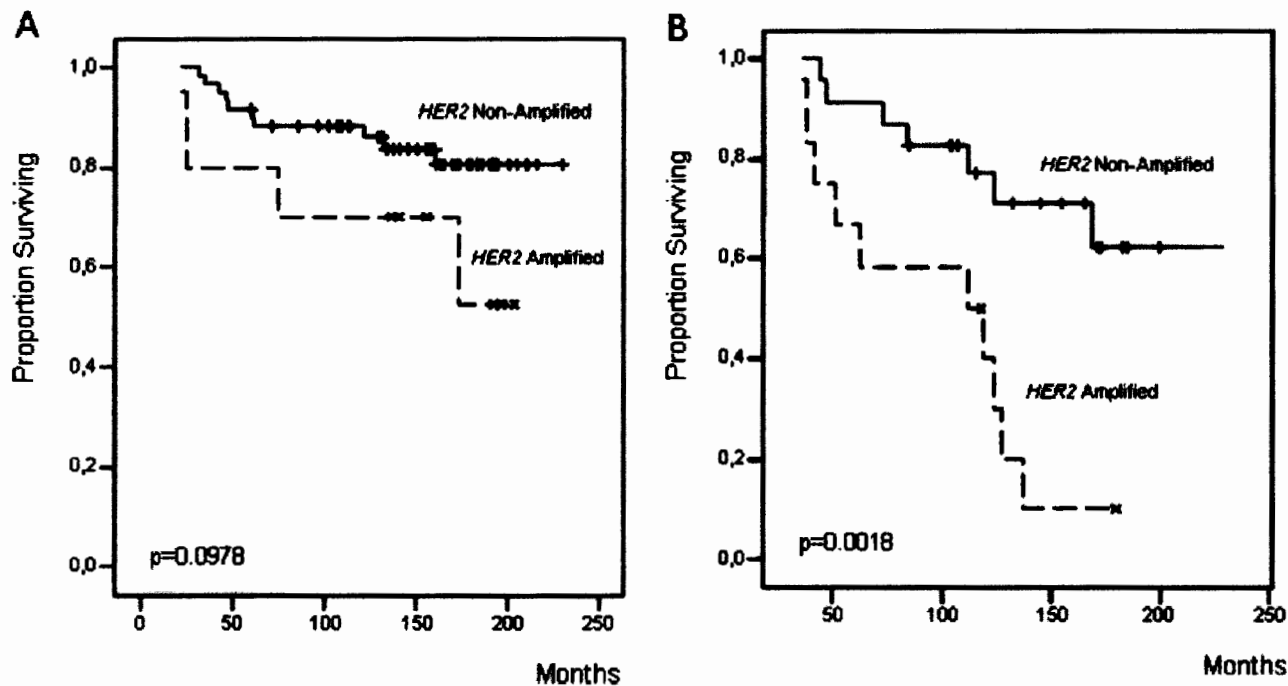 A
Proportion Surviving
1,0
0,8
0,6
0,4
0,2
0,0
HER2 Non-Amplified
HER2 Amplified
p=0.0978
0 50 100 150 200 250
Months
B
Proportion Surviving
1,0
0,8
0,6
0,4
0,2
0,0
HER2 Non-Amplified
HER2 Amplified
p=0.0018
50 100 150 200 250
Months